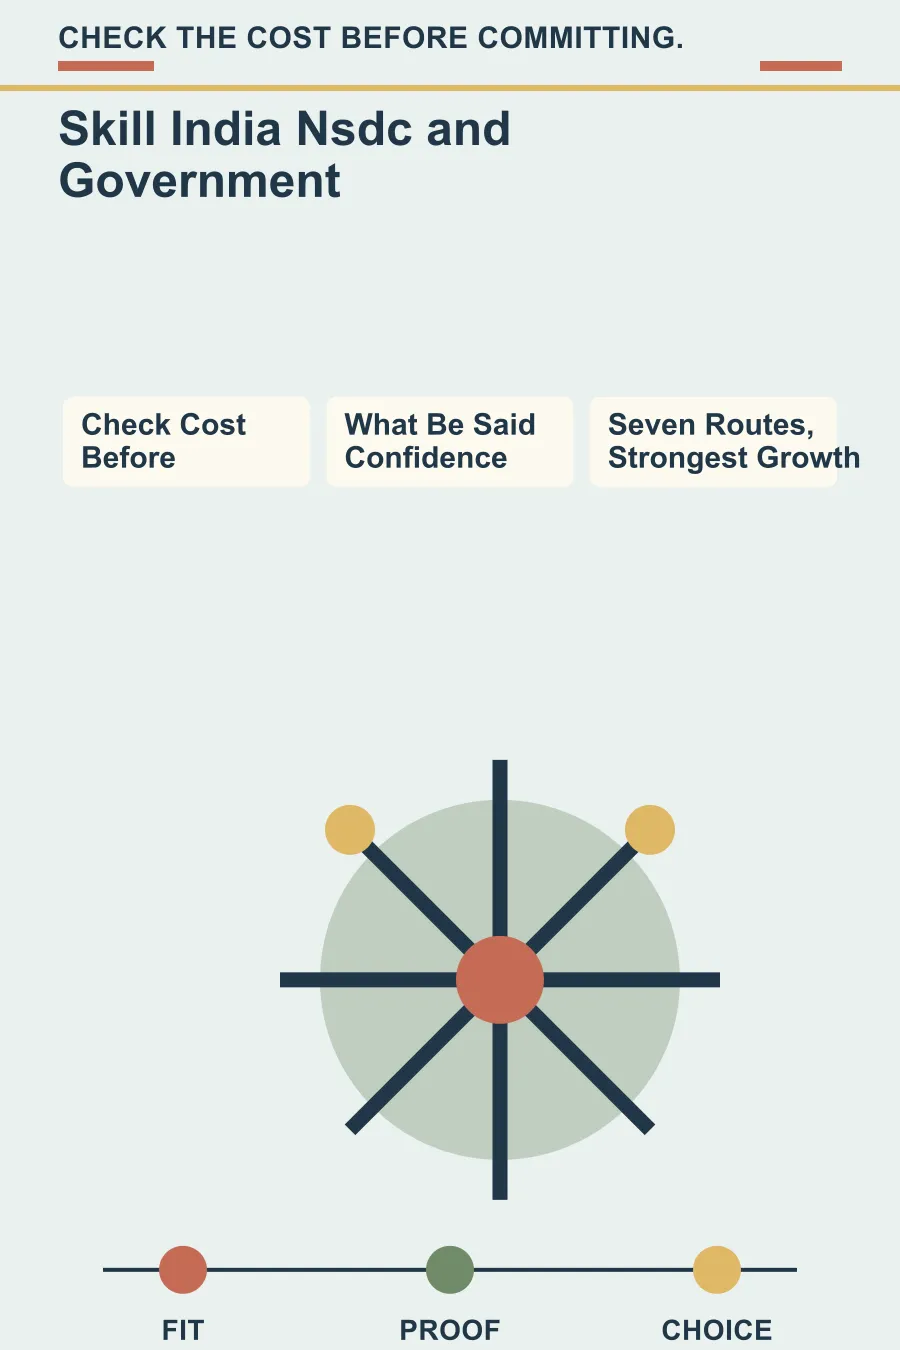 CHECK THE COST BEFORE COMMITTING.
Skill India Nsdc and
Government
Check Cost
Before
What Be Said
Confidence
Seven Routes,
Strongest Growth
FIT
PROOF
CHOICE